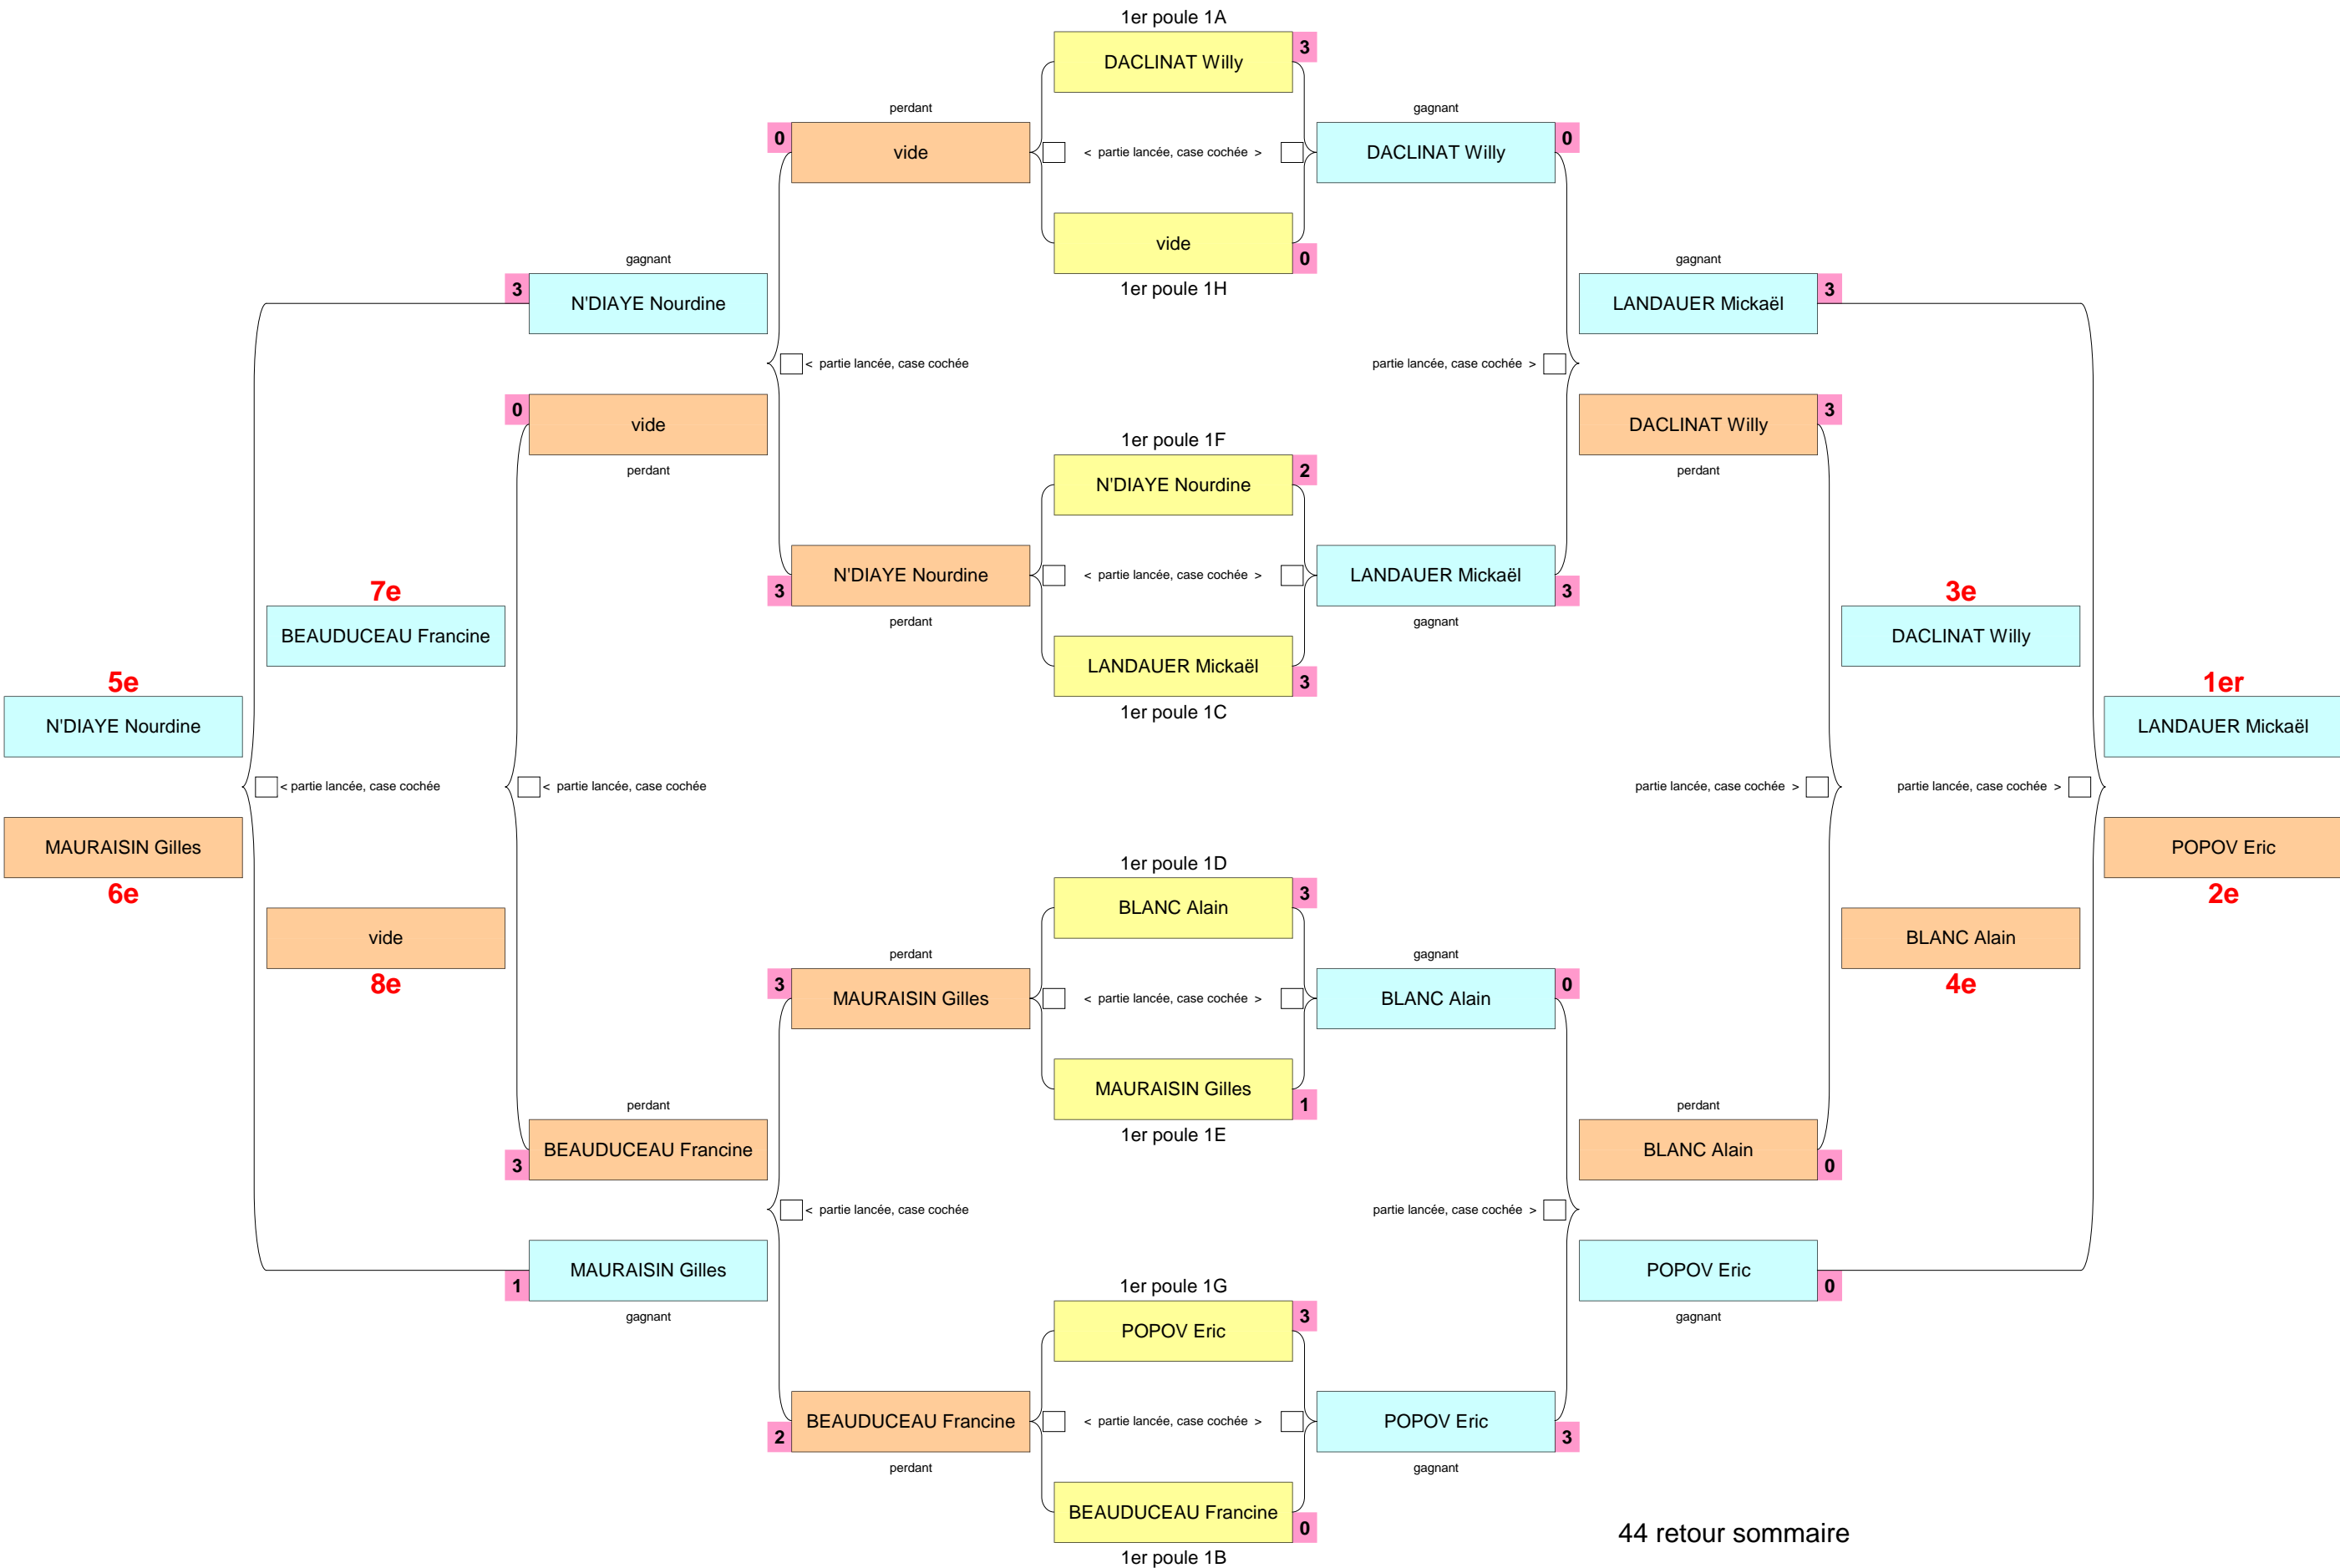 1er poule 1A
3
DACLINAT Willy
perdant
gagnant
0
vide
< partie lancée, case cochée >
DACLINAT Willy
0
vide
0
gagnant
1er poule 1H
gagnant
3
N'DIAYE Nourdine
LANDAUER Mickaël
3
< partie lancée, case cochée
partie lancée, case cochée >
0
vide
DACLINAT Willy
3
1er poule 1F
perdant
N'DIAYE Nourdine
2
perdant
N'DIAYE Nourdine
3
< partie lancée, case cochée >
LANDAUER Mickaël
3
7e
3e
perdant
gagnant
BEAUDUCEAU Francine
LANDAUER Mickaël
3
DACLINAT Willy
5e
1er poule 1C
1er
N'DIAYE Nourdine
LANDAUER Mickaël
< partie lancée, case cochée
< partie lancée, case cochée
partie lancée, case cochée >
partie lancée, case cochée >
MAURAISIN Gilles
POPOV Eric
6e
1er poule 1D
2e
BLANC Alain
3
vide
BLANC Alain
8e
perdant
gagnant
4e
3
MAURAISIN Gilles
< partie lancée, case cochée >
BLANC Alain
0
MAURAISIN Gilles
1
perdant
1er poule 1E
perdant
BEAUDUCEAU Francine
3
BLANC Alain
0
< partie lancée, case cochée
partie lancée, case cochée >
MAURAISIN Gilles
1
POPOV Eric
0
1er poule 1G
gagnant
POPOV Eric
3
gagnant
BEAUDUCEAU Francine
2
< partie lancée, case cochée >
POPOV Eric
3
perdant
gagnant
BEAUDUCEAU Francine
0
44 retour sommaire
1er poule 1B